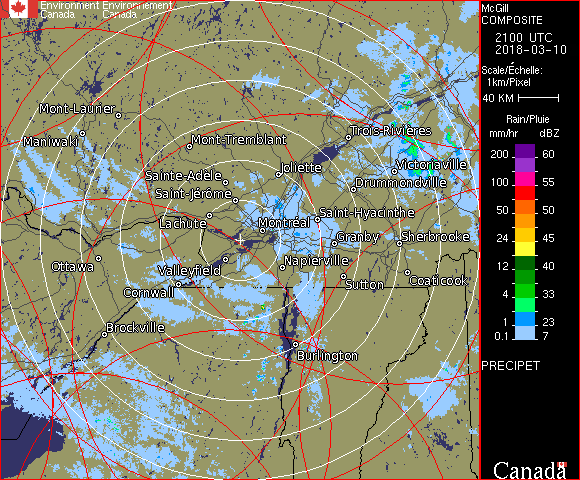 Environment Environnement
Canada Canada
McGill
COMPOSITE
2100 UTC
2018-03-10
Scale/Échelle:
1km/Pixel
40 KM
Rain/Pluie
mm/hr dBZ
200 60
100 55
50 50
24 45
12 40
4 33
1 23
0.1 7
PRECIPET
Canada
Mont-Laurier
Maniwaki
Mont-Tremblant
Trois-Rivières
Sainte-Adèle
Joliette
Victoriaville
Saint-Jérôme
Drummondville
Lachute
Montréal
Saint-Hyacinthe
Granby
Sherbrooke
Ottawa
Valleyfield
Napierville
Cornwall
Sutton
Coaticook
Brockville
Burlington